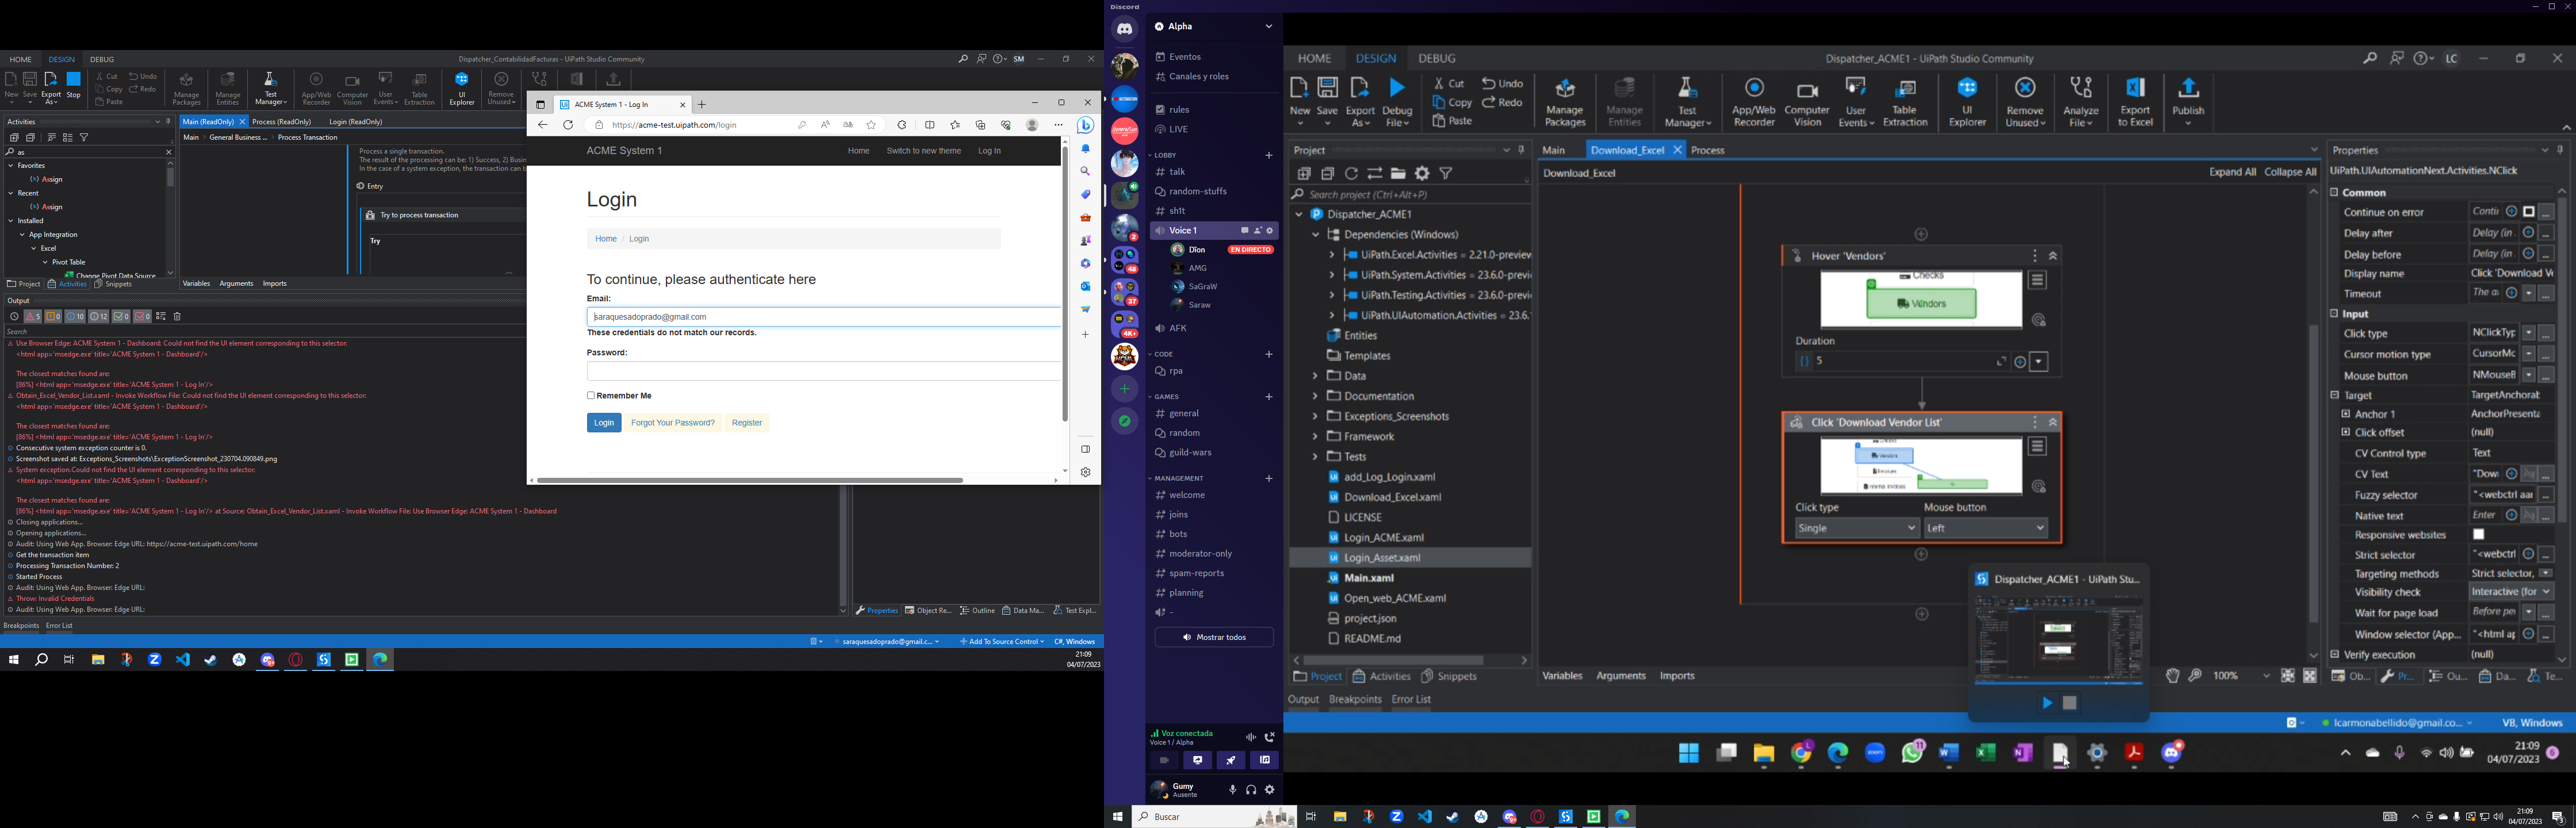 HOME DESIGN DEBUG
Dispatcher_ContabilidadFacturas - UiPath Studio Community
SM
New Save Export As Stop
Cut Undo
Copy Redo
Paste
Manage Packages
Manage Entities
Test Manager
App/Web Recorder
Computer Vision
User Events
Table Extraction
UI Explorer
Remove Unused
Activities
as
Favorites
Assign
Recent
Assign
Installed
App Integration
Excel
Pivot Table
Change Pivot Data Source
Project Activities Snippets
Main (ReadOnly) Process (ReadOnly) Login (ReadOnly)
Main General Business ... Process Transaction
Process a single transaction.
The result of the processing can be: 1) Success, 2) Busin
In the case of a system exception, the transaction can b
Entry
Try to process transaction
Try
Variables Arguments Imports
Output
5 0 10 12 0 0
Search
Use Browser Edge: ACME System 1 - Dashboard: Could not find the UI element corresponding to this selector:
<html app='msedge.exe' title='ACME System 1 - Dashboard'/>
The closest matches found are:
[86%] <html app='msedge.exe' title='ACME System 1 - Log In'/>
Obtain_Excel_Vendor_List.xaml - Invoke Workflow File: Could not find the UI element corresponding to this selector:
<html app='msedge.exe' title='ACME System 1 - Dashboard'/>
The closest matches found are:
[86%] <html app='msedge.exe' title='ACME System 1 - Log In'/>
Consecutive system exception counter is 0.
Screenshot saved at: Exceptions_Screenshots\ExceptionScreenshot_230704.090849.png
System exception.Could not find the UI element corresponding to this selector:
<html app='msedge.exe' title='ACME System 1 - Dashboard'/>
The closest matches found are:
[86%] <html app='msedge.exe' title='ACME System 1 - Log In'/> at Source: Obtain_Excel_Vendor_List.xaml - Invoke Workflow File: Use Browser Edge: ACME System 1 - Dashboard
Closing applications...
Opening applications...
Audit: Using Web App. Browser: Edge URL: https://acme-test.uipath.com/home
Get the transaction item
Processing Transaction Number: 2
Started Process
Audit: Using Web App. Browser: Edge URL:
Throw: Invalid Credentials
Audit: Using Web App. Browser: Edge URL:
Properties Object Re... Outline Data Ma... Test Expl...
Breakpoints Error List
saraquesadoprado@gmail.c... Add To Source Control C#, Windows
21:09
04/07/2023
ACME System 1 - Log In
https://acme-test.uipath.com/login
ACME System 1
Home Switch to new theme Log In
Login
Home / Login
To continue, please authenticate here
Email:
saraquesadoprado@gmail.com
These credentials do not match our records.
Password:
Remember Me
Login Forgot Your Password? Register
Discord
Alpha
Eventos
Canales y roles
rules
LIVE
LOBBY
talk
random-stuffs
sh1t
Voice 1
Dion EN DIRECTO
AMG
SaGraW
Saraw
AFK
CODE
rpa
GAMES
general
random
guild-wars
MANAGEMENT
welcome
joins
bots
moderator-only
spam-reports
planning
-
Mostrar todos
2
48
37
4K+
Voz conectada
Voice 1 / Alpha
Gumy
Ausente
HOME DESIGN DEBUG
Dispatcher_ACME1 - UiPath Studio Community
LC
New Save Export As Debug File
Cut Undo
Copy Redo
Paste
Manage Packages
Manage Entities
Test Manager
App/Web Recorder
Computer Vision
User Events
Table Extraction
UI Explorer
Remove Unused
Analyze File
Export to Excel
Publish
Project
Search project (Ctrl+Alt+P)
Dispatcher_ACME1
Dependencies (Windows)
UiPath.Excel.Activities = 2.21.0-preview
UiPath.System.Activities = 23.6.0-previ
UiPath.Testing.Activities = 23.6.0-previ
UiPath.UIAutomation.Activities = 23.6.
Entities
Templates
Data
Documentation
Exceptions_Screenshots
Framework
Tests
add_Log_Login.xaml
Download_Excel.xaml
LICENSE
Login_ACME.xaml
Login_Asset.xaml
Main.xaml
Open_web_ACME.xaml
project.json
README.md
Project Activities Snippets
Output Breakpoints Error List
Main Download_Excel Process
Download_Excel
Expand All Collapse All
Hover 'Vendors'
Checks
Vendors
Duration
5
Click 'Download Vendor List'
Vendors
Invoices
Click type Mouse button
Single Left
Dispatcher_ACME1 - UiPath Stu...
Variables Arguments Imports
100%
Properties
UiPath.UIAutomationNext.Activities.NClick
Common
Continue on error Conti
Delay after Delay (in
Delay before Delay (in
Display name Click 'Download Ve
Timeout The a
Input
Click type NClickTyp
Cursor motion type CursorMc
Mouse button NMouseB
Target TargetAnchorab
Anchor 1 AnchorPresenta
Click offset (null)
CV Control type Text
CV Text "Dow
Fuzzy selector "<webctrl aar
Native text Enter
Responsive websites
Strict selector "<webctrl
Targeting methods Strict selector,
Visibility check Interactive (for
Wait for page load Before per
Window selector (App... "<html ap
Verify execution (null)
Ob... Pr... Ou... Da... Te...
lcarmonabellido@gmail.co... VB, Windows
11
21:09
04/07/2023
6
Buscar
21:09
04/07/2023